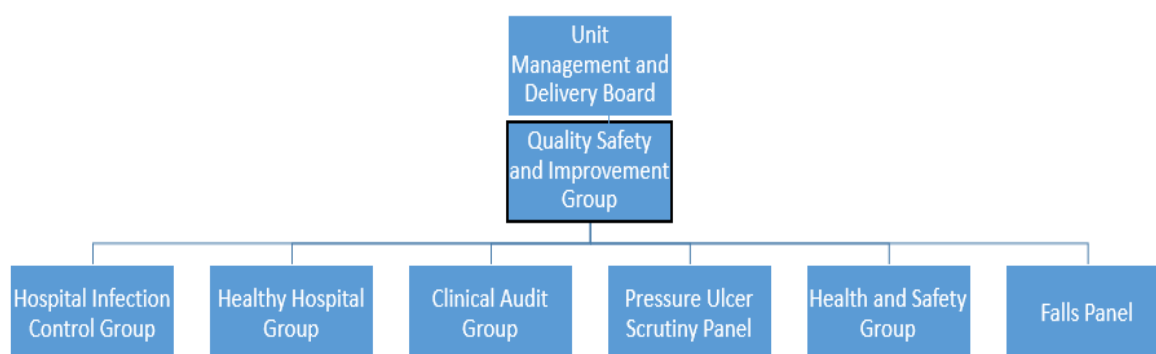 Unit
Management and
Delivery Board
Quality Safety
and Improvement
Group
Hospital Infection
Control Group
Healthy Hospital
Group
Clinical Audit
Group
Pressure Ulcer
Scrutiny Panel
Health and Safety
Group
Falls Panel